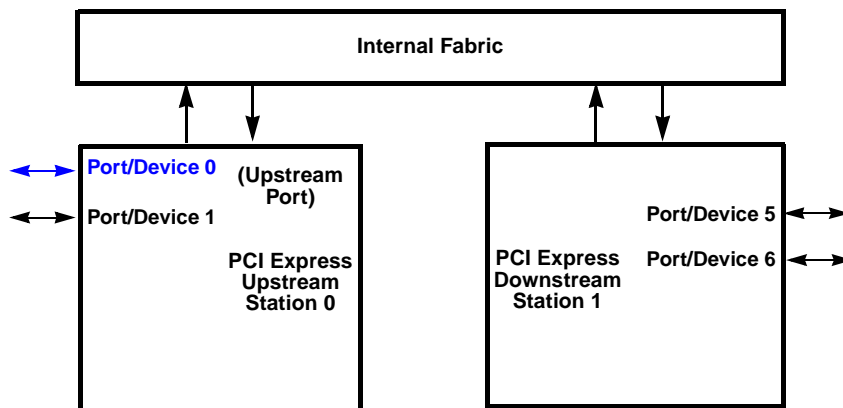 Internal Fabric
Port/Device 0
(Upstream
Port)
Port/Device 1
PCI Express
Upstream
Station 0
Port/Device 5
Port/Device 6
PCI Express
Downstream
Station 1